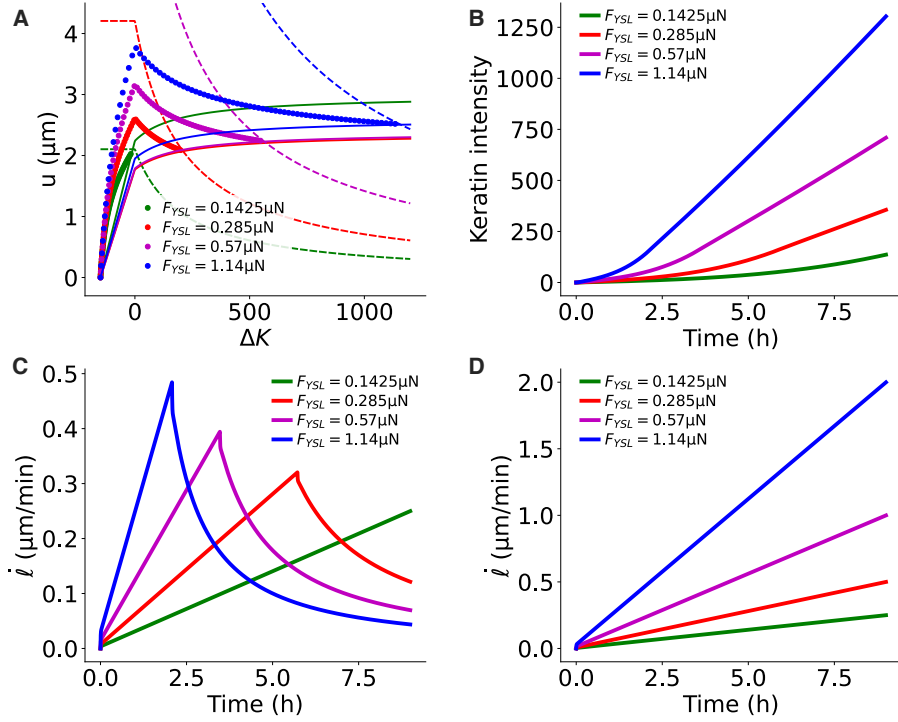 A
u (µm)
4
3
2
1
0
F_YSL = 0.1425µN
F_YSL = 0.285µN
F_YSL = 0.57µN
F_YSL = 1.14µN
0 500 1000
ΔK
B
Keratin intensity
1250
1000
750
500
250
0
F_YSL = 0.1425µN
F_YSL = 0.285µN
F_YSL = 0.57µN
F_YSL = 1.14µN
0.0 2.5 5.0 7.5
Time (h)
C
ℓ̇ (µm/min)
0.5
0.4
0.3
0.2
0.1
0.0
F_YSL = 0.1425µN
F_YSL = 0.285µN
F_YSL = 0.57µN
F_YSL = 1.14µN
0.0 2.5 5.0 7.5
Time (h)
D
ℓ̇ (µm/min)
2.0
1.5
1.0
0.5
0.0
F_YSL = 0.1425µN
F_YSL = 0.285µN
F_YSL = 0.57µN
F_YSL = 1.14µN
0.0 2.5 5.0 7.5
Time (h)